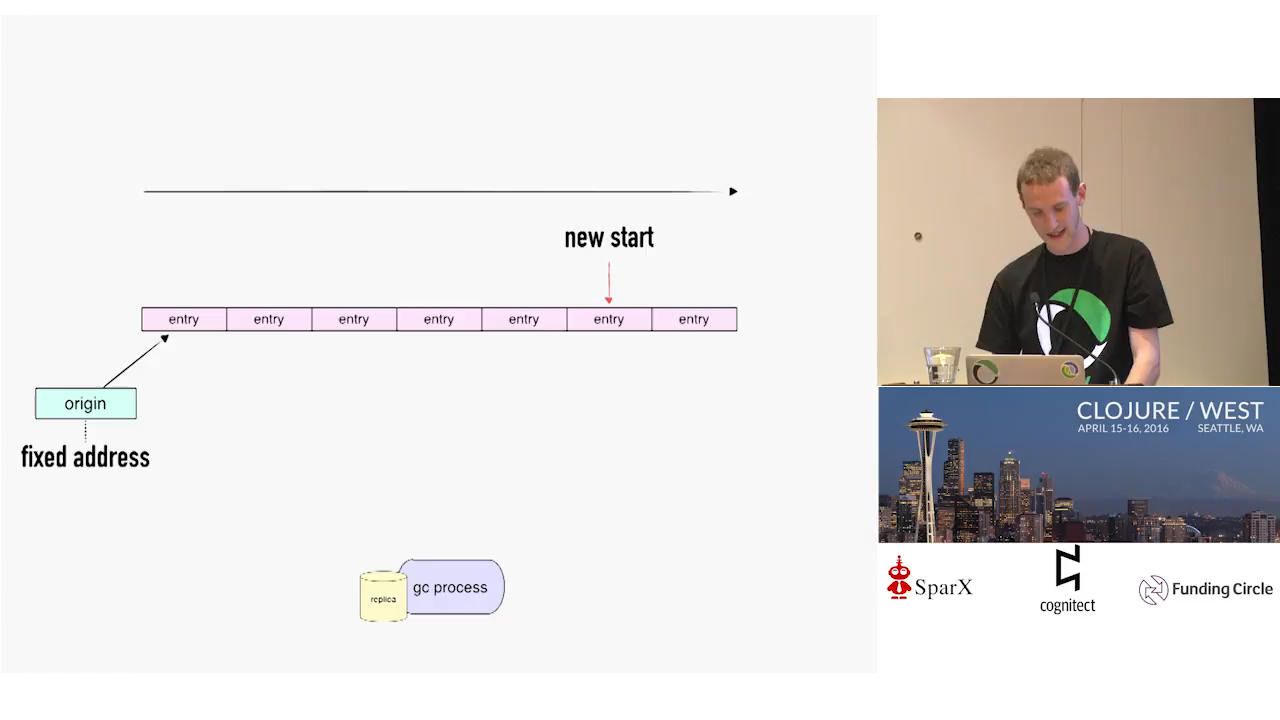 new start
entry entry entry entry entry entry entry
origin
fixed address
replica
gc process
CLOJURE / WEST
APRIL 15-16, 2016 SEATTLE, WA
SparX
cognitect
Funding Circle